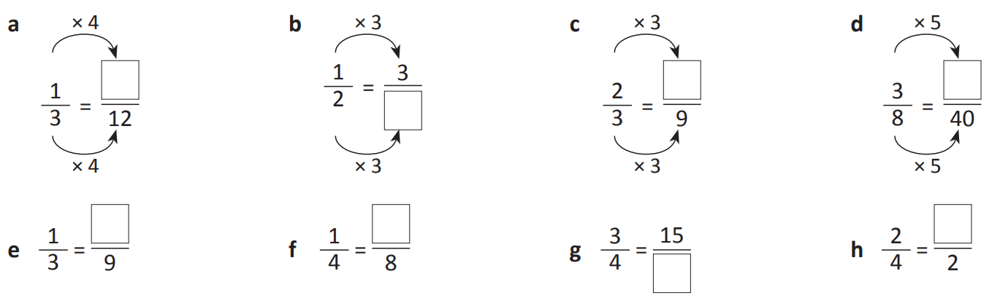 a × 4
1/3 = □/12
× 4
b × 3
1/2 = 3/□
× 3
c × 3
2/3 = □/9
× 3
d × 5
3/8 = □/40
× 5
e 1/3 = □/9
f 1/4 = □/8
g 3/4 = 15/□
h 2/4 = □/2